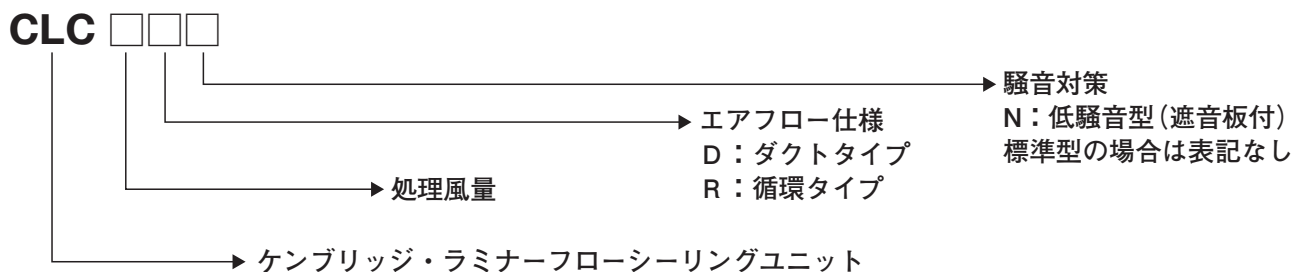 CLC □□□
騒音対策
N：低騒音型（遮音板付）
標準型の場合は表記なし
エアフロー仕様
D：ダクトタイプ
R：循環タイプ
処理風量
ケンブリッジ・ラミナーフローシーリングユニット